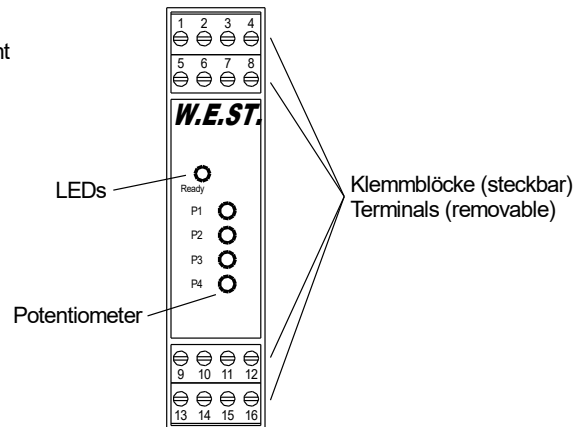 1 2 3 4
nt
5 6 7 8
W.E.ST.
LEDs
Ready
Klemmblöcke (steckbar)
Terminals (removable)
P1
P2
P3
P4
Potentiometer
9 10 11 12
13 14 15 16